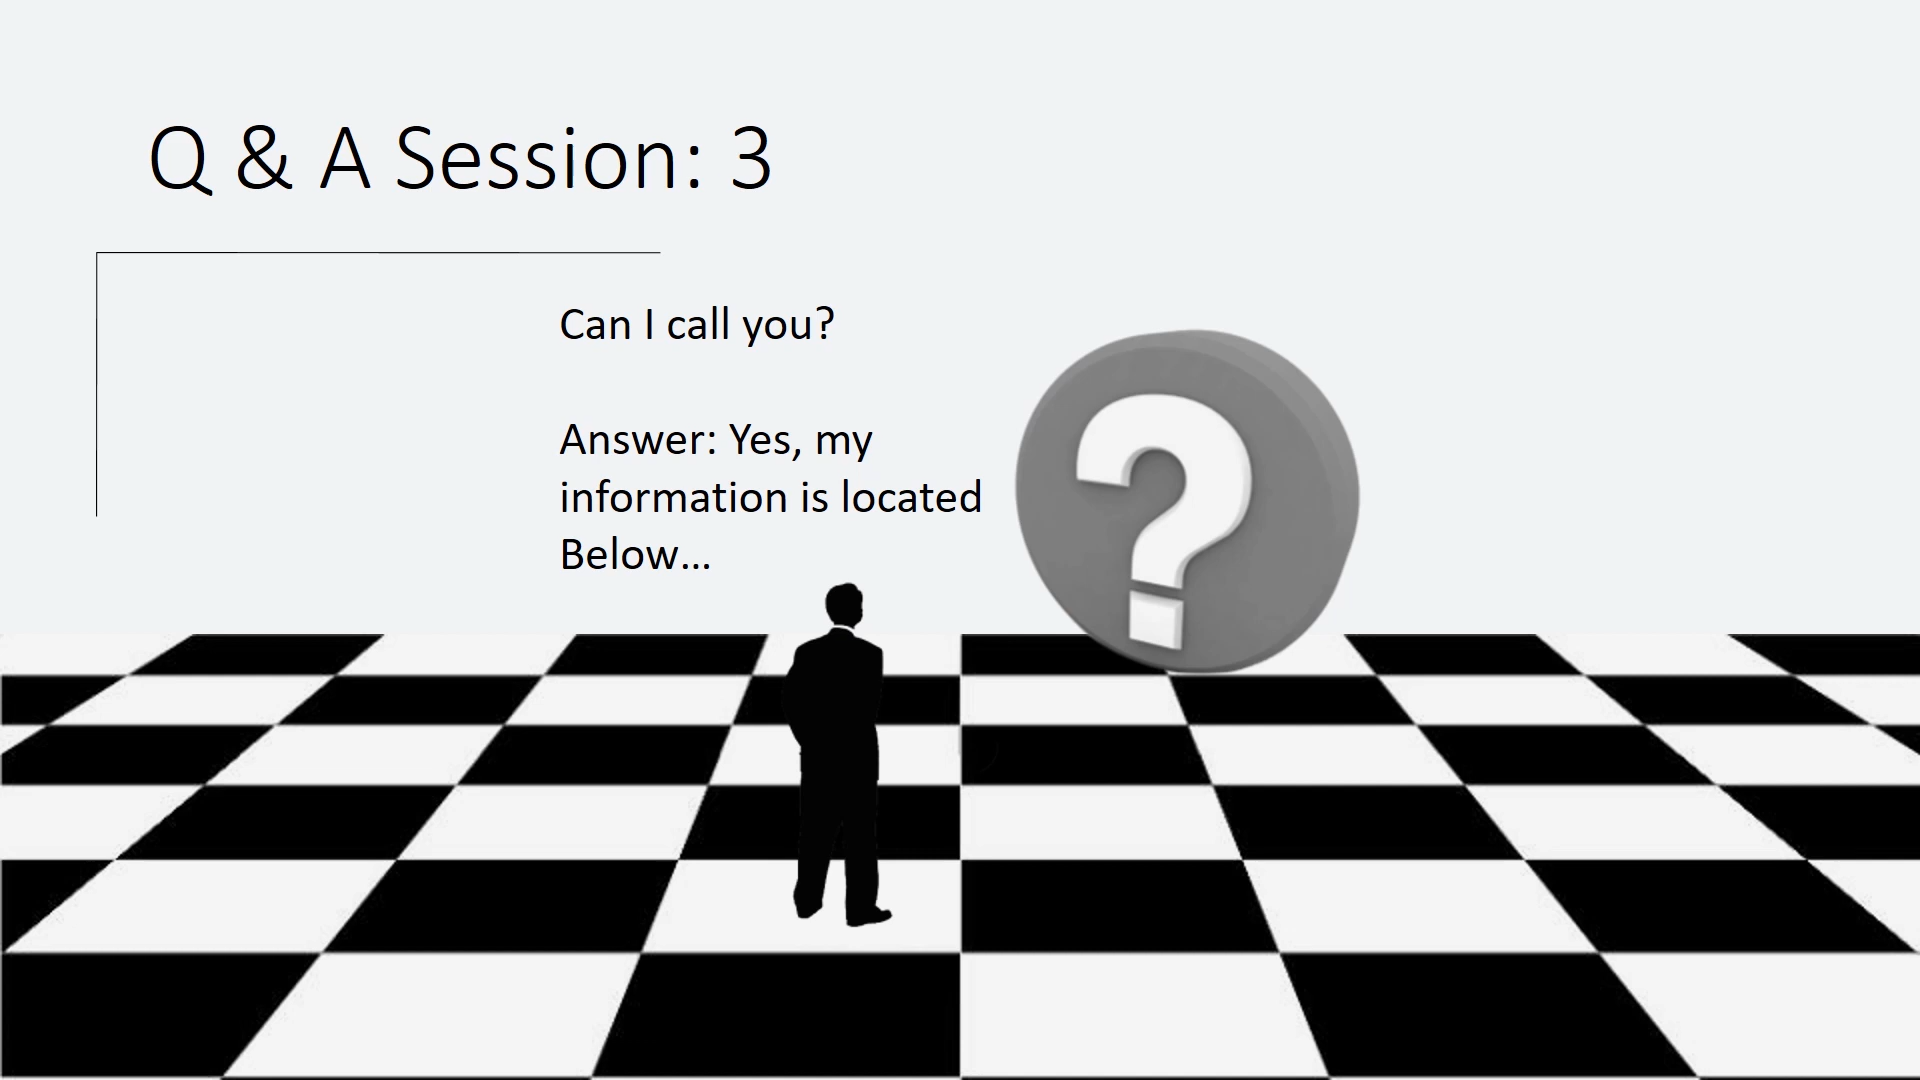 Q & A Session: 3
Can I call you?
Answer: Yes, my
information is located
Below...
?